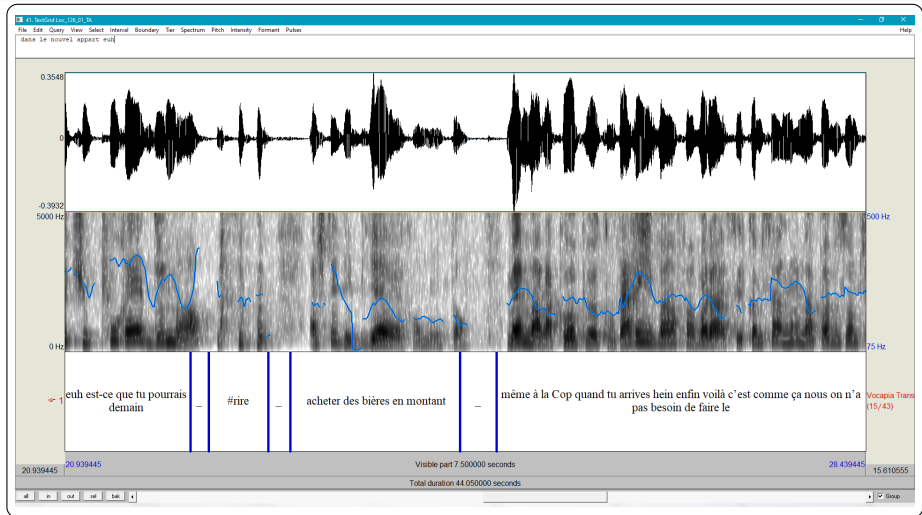 41. TextGrid Loc_126_01_TA
File Edit Query View Select Interval Boundary Tier Spectrum Pitch Intensity Formant Pulses Help
dans le nouvel appart euh
0.3548
0
-0.3932
5000 Hz 500 Hz
0 Hz 75 Hz
1
euh est-ce que tu pourrais
demain
_
#rire
_
acheter des bières en montant
_
même à la Cop quand tu arrives hein enfin voilà c'est comme ça nous on n'a
pas besoin de faire le
Vocapia Trans
(15/43)
20.939445 20.939445 Visible part 7.500000 seconds 28.439445 15.610555
Total duration 44.050000 seconds
all in out sel bak Group